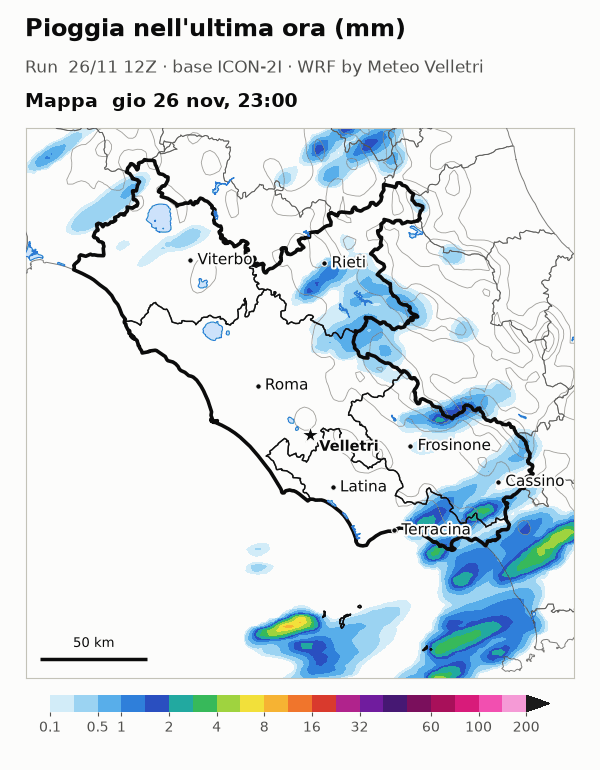 Pioggia nell'ultima ora (mm)
Run  26/11 12Z · base ICON-2I · WRF by Meteo Velletri
Mappa  gio 26 nov, 23:00
Viterbo
Rieti
Roma
Velletri
Frosinone
Cassino
Latina
Terracina
50 km
0.1 0.5 1 2 4 8 16 32 60 100 200